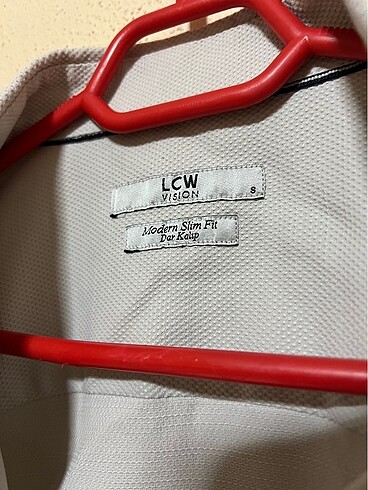 LCW
VISION
S
Modern Slim Fit
Dar Kalıp